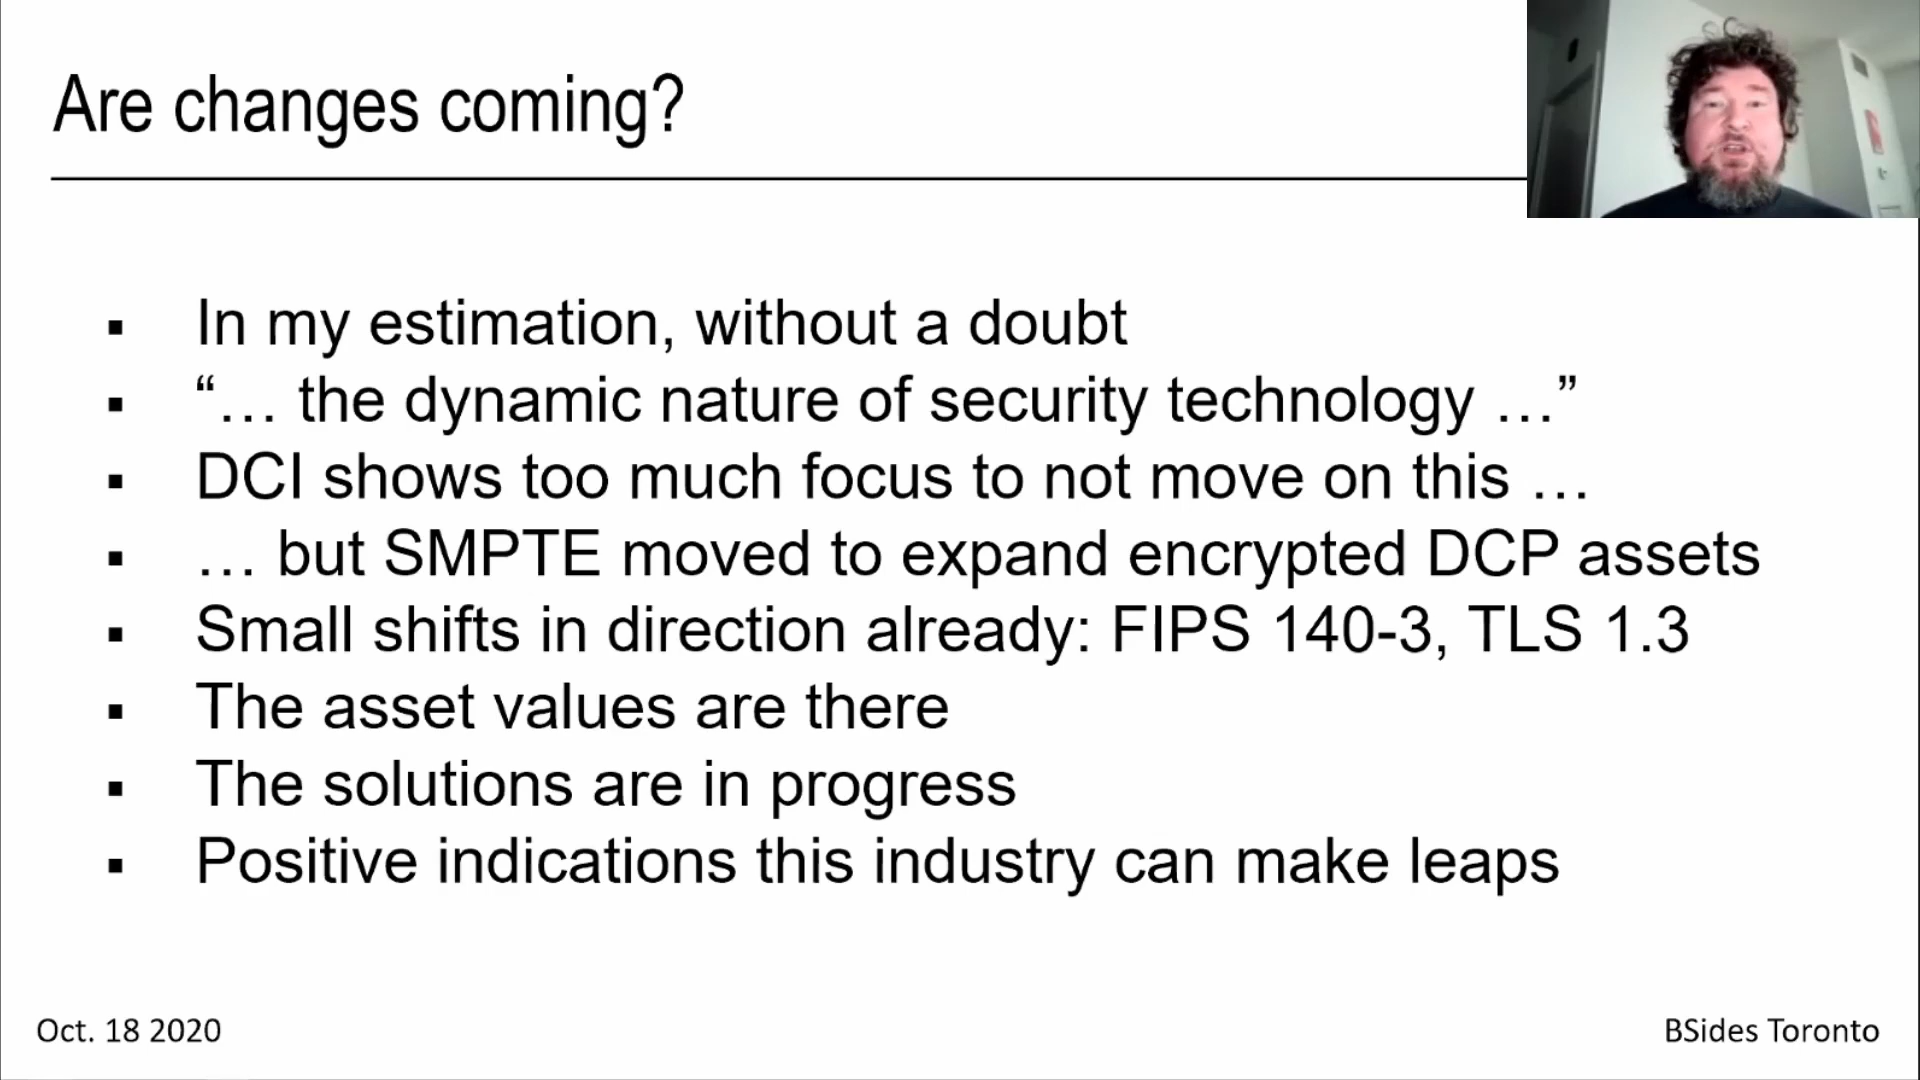 Are changes coming?
In my estimation, without a doubt
“… the dynamic nature of security technology …”
DCI shows too much focus to not move on this …
… but SMPTE moved to expand encrypted DCP assets
Small shifts in direction already: FIPS 140-3, TLS 1.3
The asset values are there
The solutions are in progress
Positive indications this industry can make leaps
Oct. 18 2020
BSides Toronto